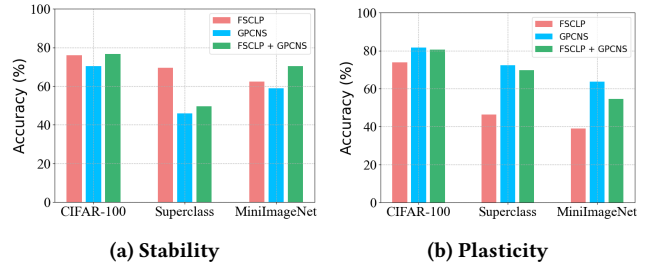 100
80
60
40
20
0
Accuracy (%)
FSCLP
GPCNS
FSCLP + GPCNS
CIFAR-100 Superclass MiniImageNet
(a) Stability
100
80
60
40
20
0
Accuracy (%)
FSCLP
GPCNS
FSCLP + GPCNS
CIFAR-100 Superclass MiniImageNet
(b) Plasticity